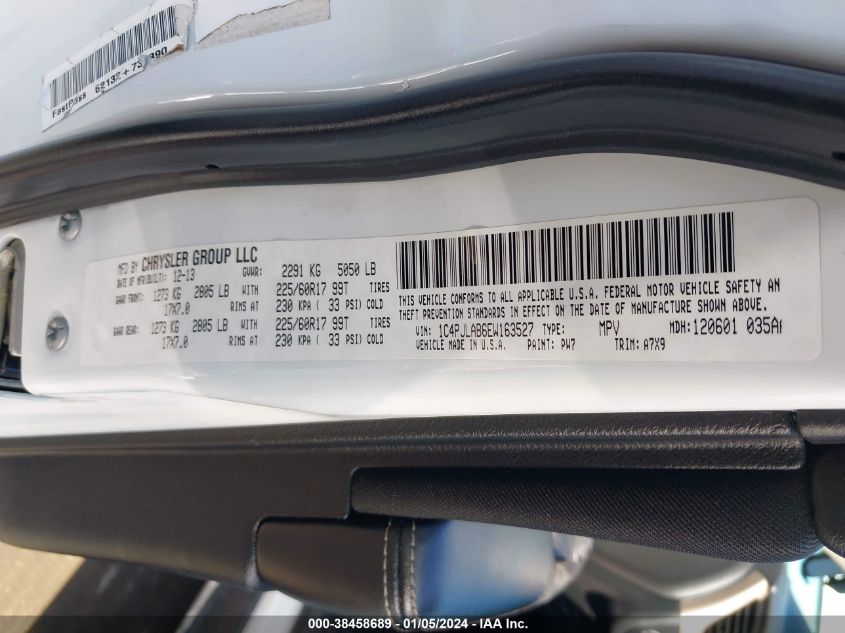 FastPass 62132+73
MFD BY CHRYSLER GROUP LLC
DATE OF MFR(BUILT): 12-13 GVWR: 2291 KG 5050 LB
GAWR FRONT: 1273 KG 2805 LB WITH 225/60R17 99T TIRES
17X7.0 RIMS AT 230 KPA ( 33 PSI) COLD
GAWR REAR: 1273 KG 2805 LB WITH 225/60R17 99T TIRES
17X7.0 RIMS AT 230 KPA ( 33 PSI) COLD
THIS VEHICLE CONFORMS TO ALL APPLICABLE U.S.A. FEDERAL MOTOR VEHICLE SAFETY AN
THEFT PREVENTION STANDARDS IN EFFECT ON THE DATE OF MANUFACTURE SHOWN ABOVE.
VIN: 1C4PJLAB6EW163527 TYPE: MPV MDH: 120601 035A
VEHICLE MADE IN U.S.A. PAINT: PW7 TRIM: A7X9
000-38458689 - 01/05/2024 - © IAA, Inc.